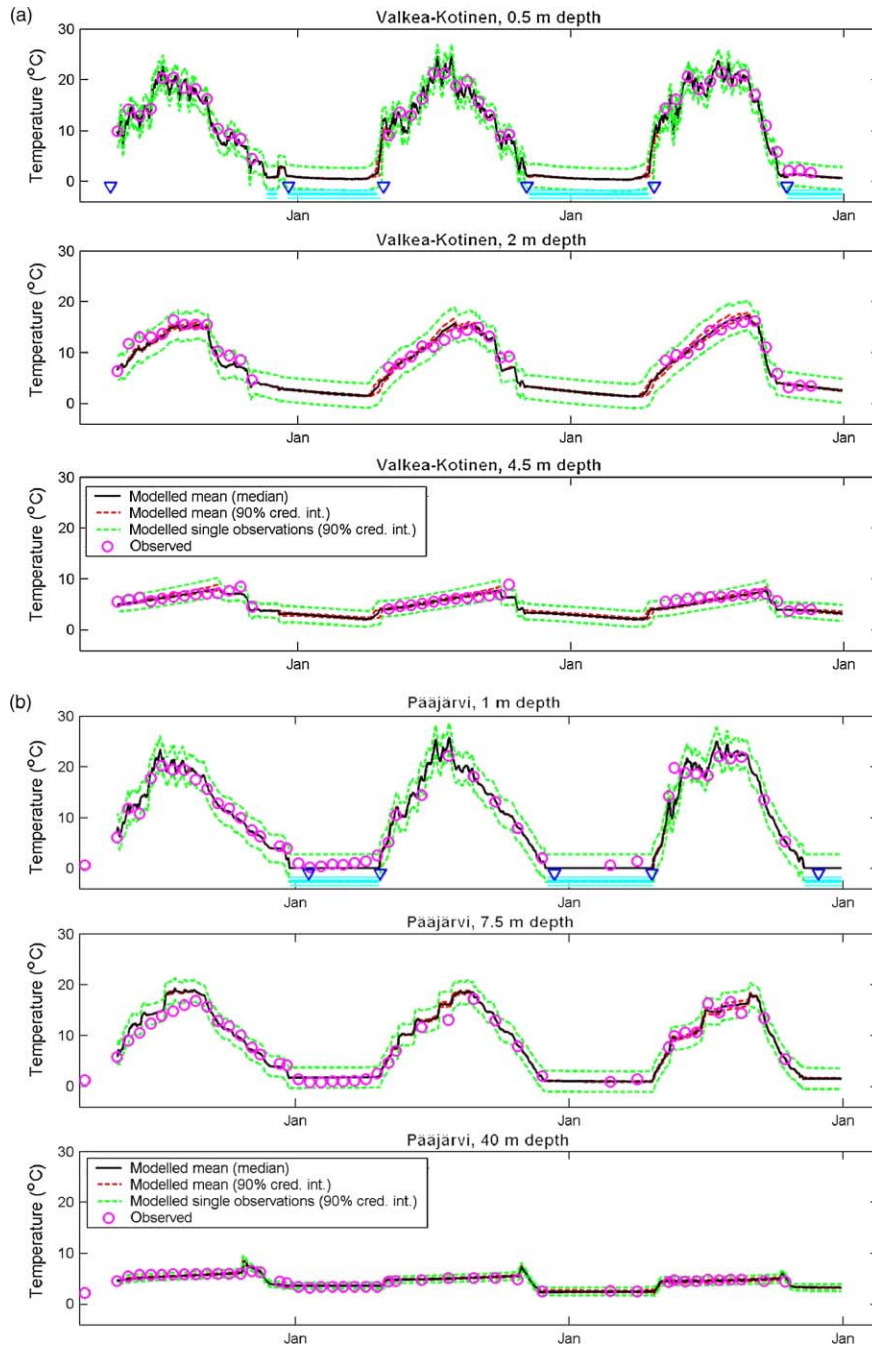 (a)
Valkea-Kotinen, 0.5 m depth
Temperature (°C)
30
20
10
0
Jan Jan Jan
Valkea-Kotinen, 2 m depth
Temperature (°C)
30
20
10
0
Jan Jan Jan
Valkea-Kotinen, 4.5 m depth
Temperature (°C)
30
20
10
0
Modelled mean (median)
Modelled mean (90% cred. int.)
Modelled single observations (90% cred. int.)
Observed
Jan Jan Jan
(b)
Pääjärvi, 1 m depth
Temperature (°C)
30
20
10
0
Jan Jan Jan
Pääjärvi, 7.5 m depth
Temperature (°C)
30
20
10
0
Jan Jan Jan
Pääjärvi, 40 m depth
Temperature (°C)
30
20
10
0
Modelled mean (median)
Modelled mean (90% cred. int.)
Modelled single observations (90% cred. int.)
Observed
Jan Jan Jan